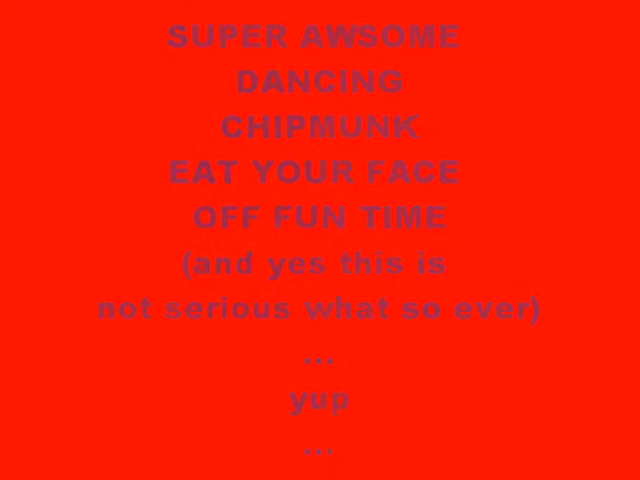 SUPER AWSOME
DANCING
CHIPMUNK
EAT YOUR FACE
OFF FUN TIME
(and yes this is
not serious what so ever)
...
yup
...